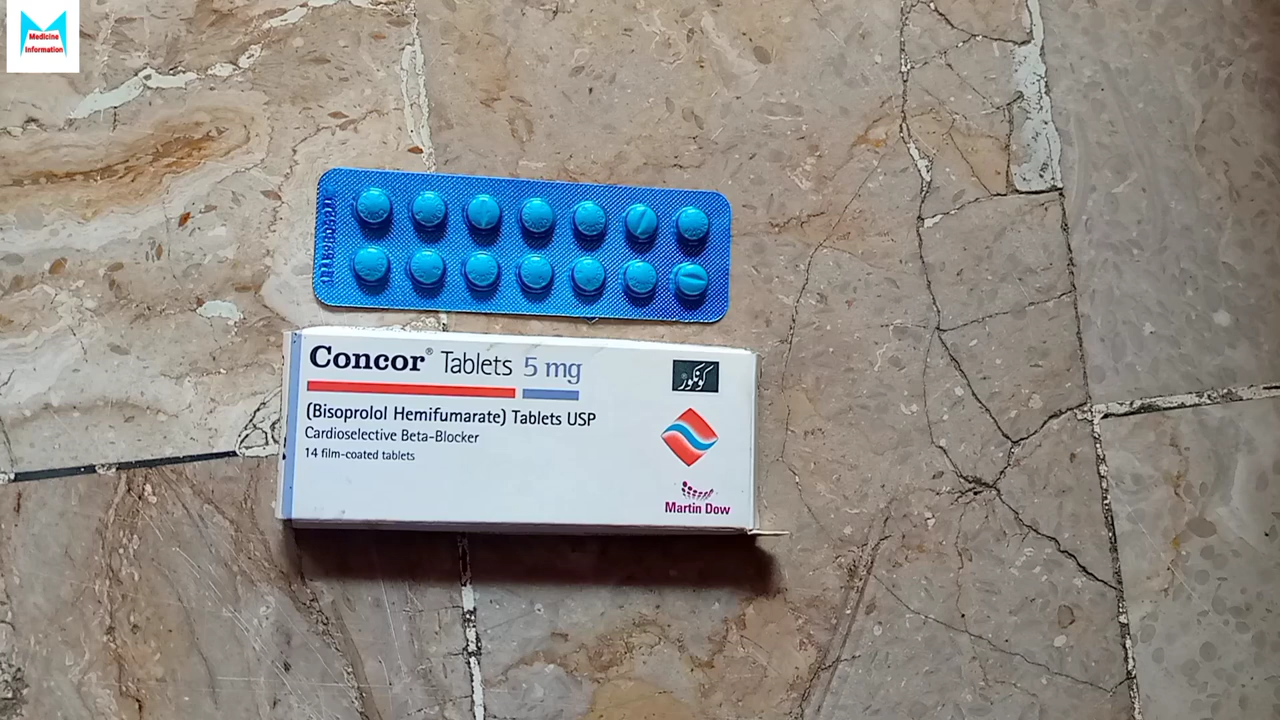 Medicine
Information
Concor® Tablets 5 mg
كونكور
(Bisoprolol Hemifumarate) Tablets USP
Cardioselective Beta-Blocker
14 film-coated tablets
Martin Dow